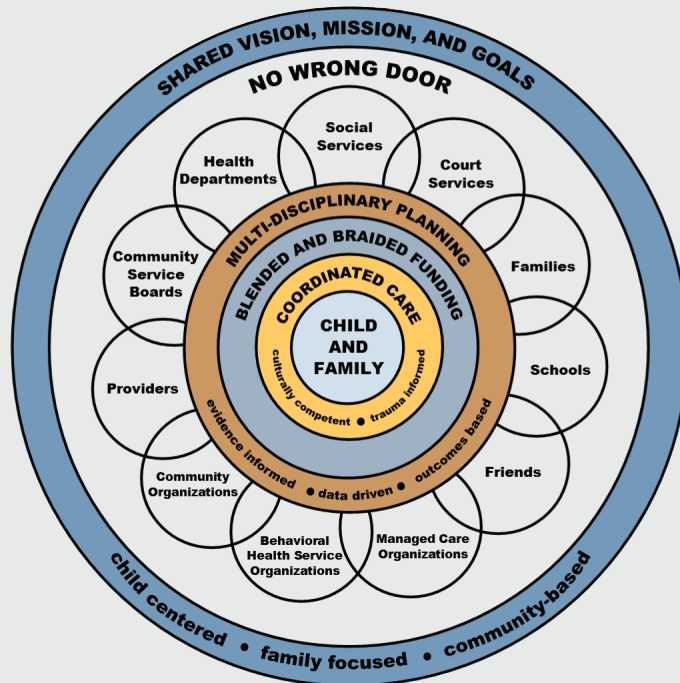 SHARED VISION, MISSION, AND GOALS
NO WRONG DOOR
Social
Services
Court
Services
Families
Schools
Friends
Managed Care
Organizations
Behavioral
Health Service
Organizations
Community
Organizations
Providers
Community
Service
Boards
Health
Departments
MULTI-DISCIPLINARY PLANNING
evidence informed • data driven • outcomes based
BLENDED AND BRAIDED FUNDING
COORDINATED CARE
culturally competent • trauma informed
CHILD
AND
FAMILY
child centered • family focused • community-based